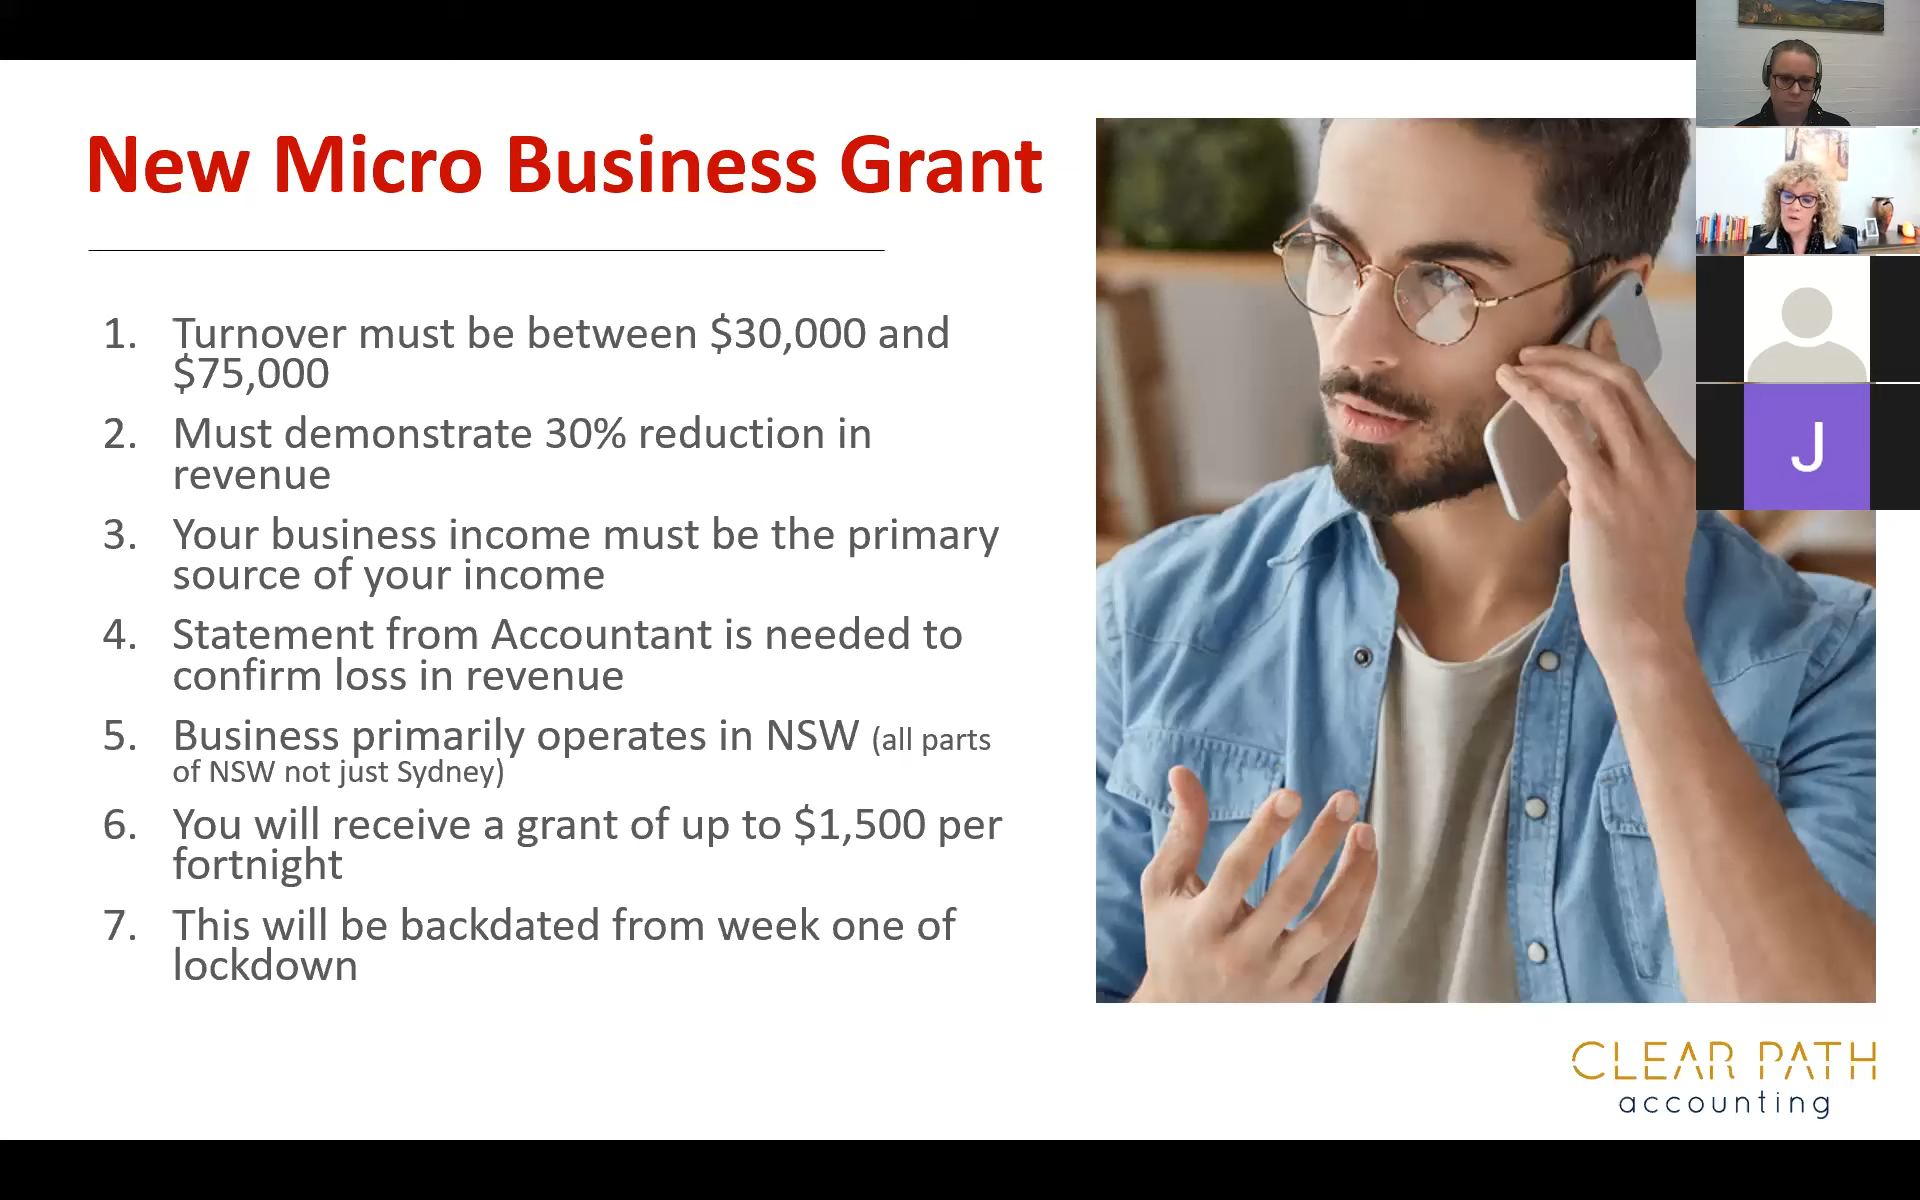 New Micro Business Grant
1. Turnover must be between $30,000 and
$75,000
2. Must demonstrate 30% reduction in
revenue
3. Your business income must be the primary
source of your income
4. Statement from Accountant is needed to
confirm loss in revenue
5. Business primarily operates in NSW (all parts
of NSW not just Sydney)
6. You will receive a grant of up to $1,500 per
fortnight
7. This will be backdated from week one of
lockdown
J
CLEAR PATH
accounting